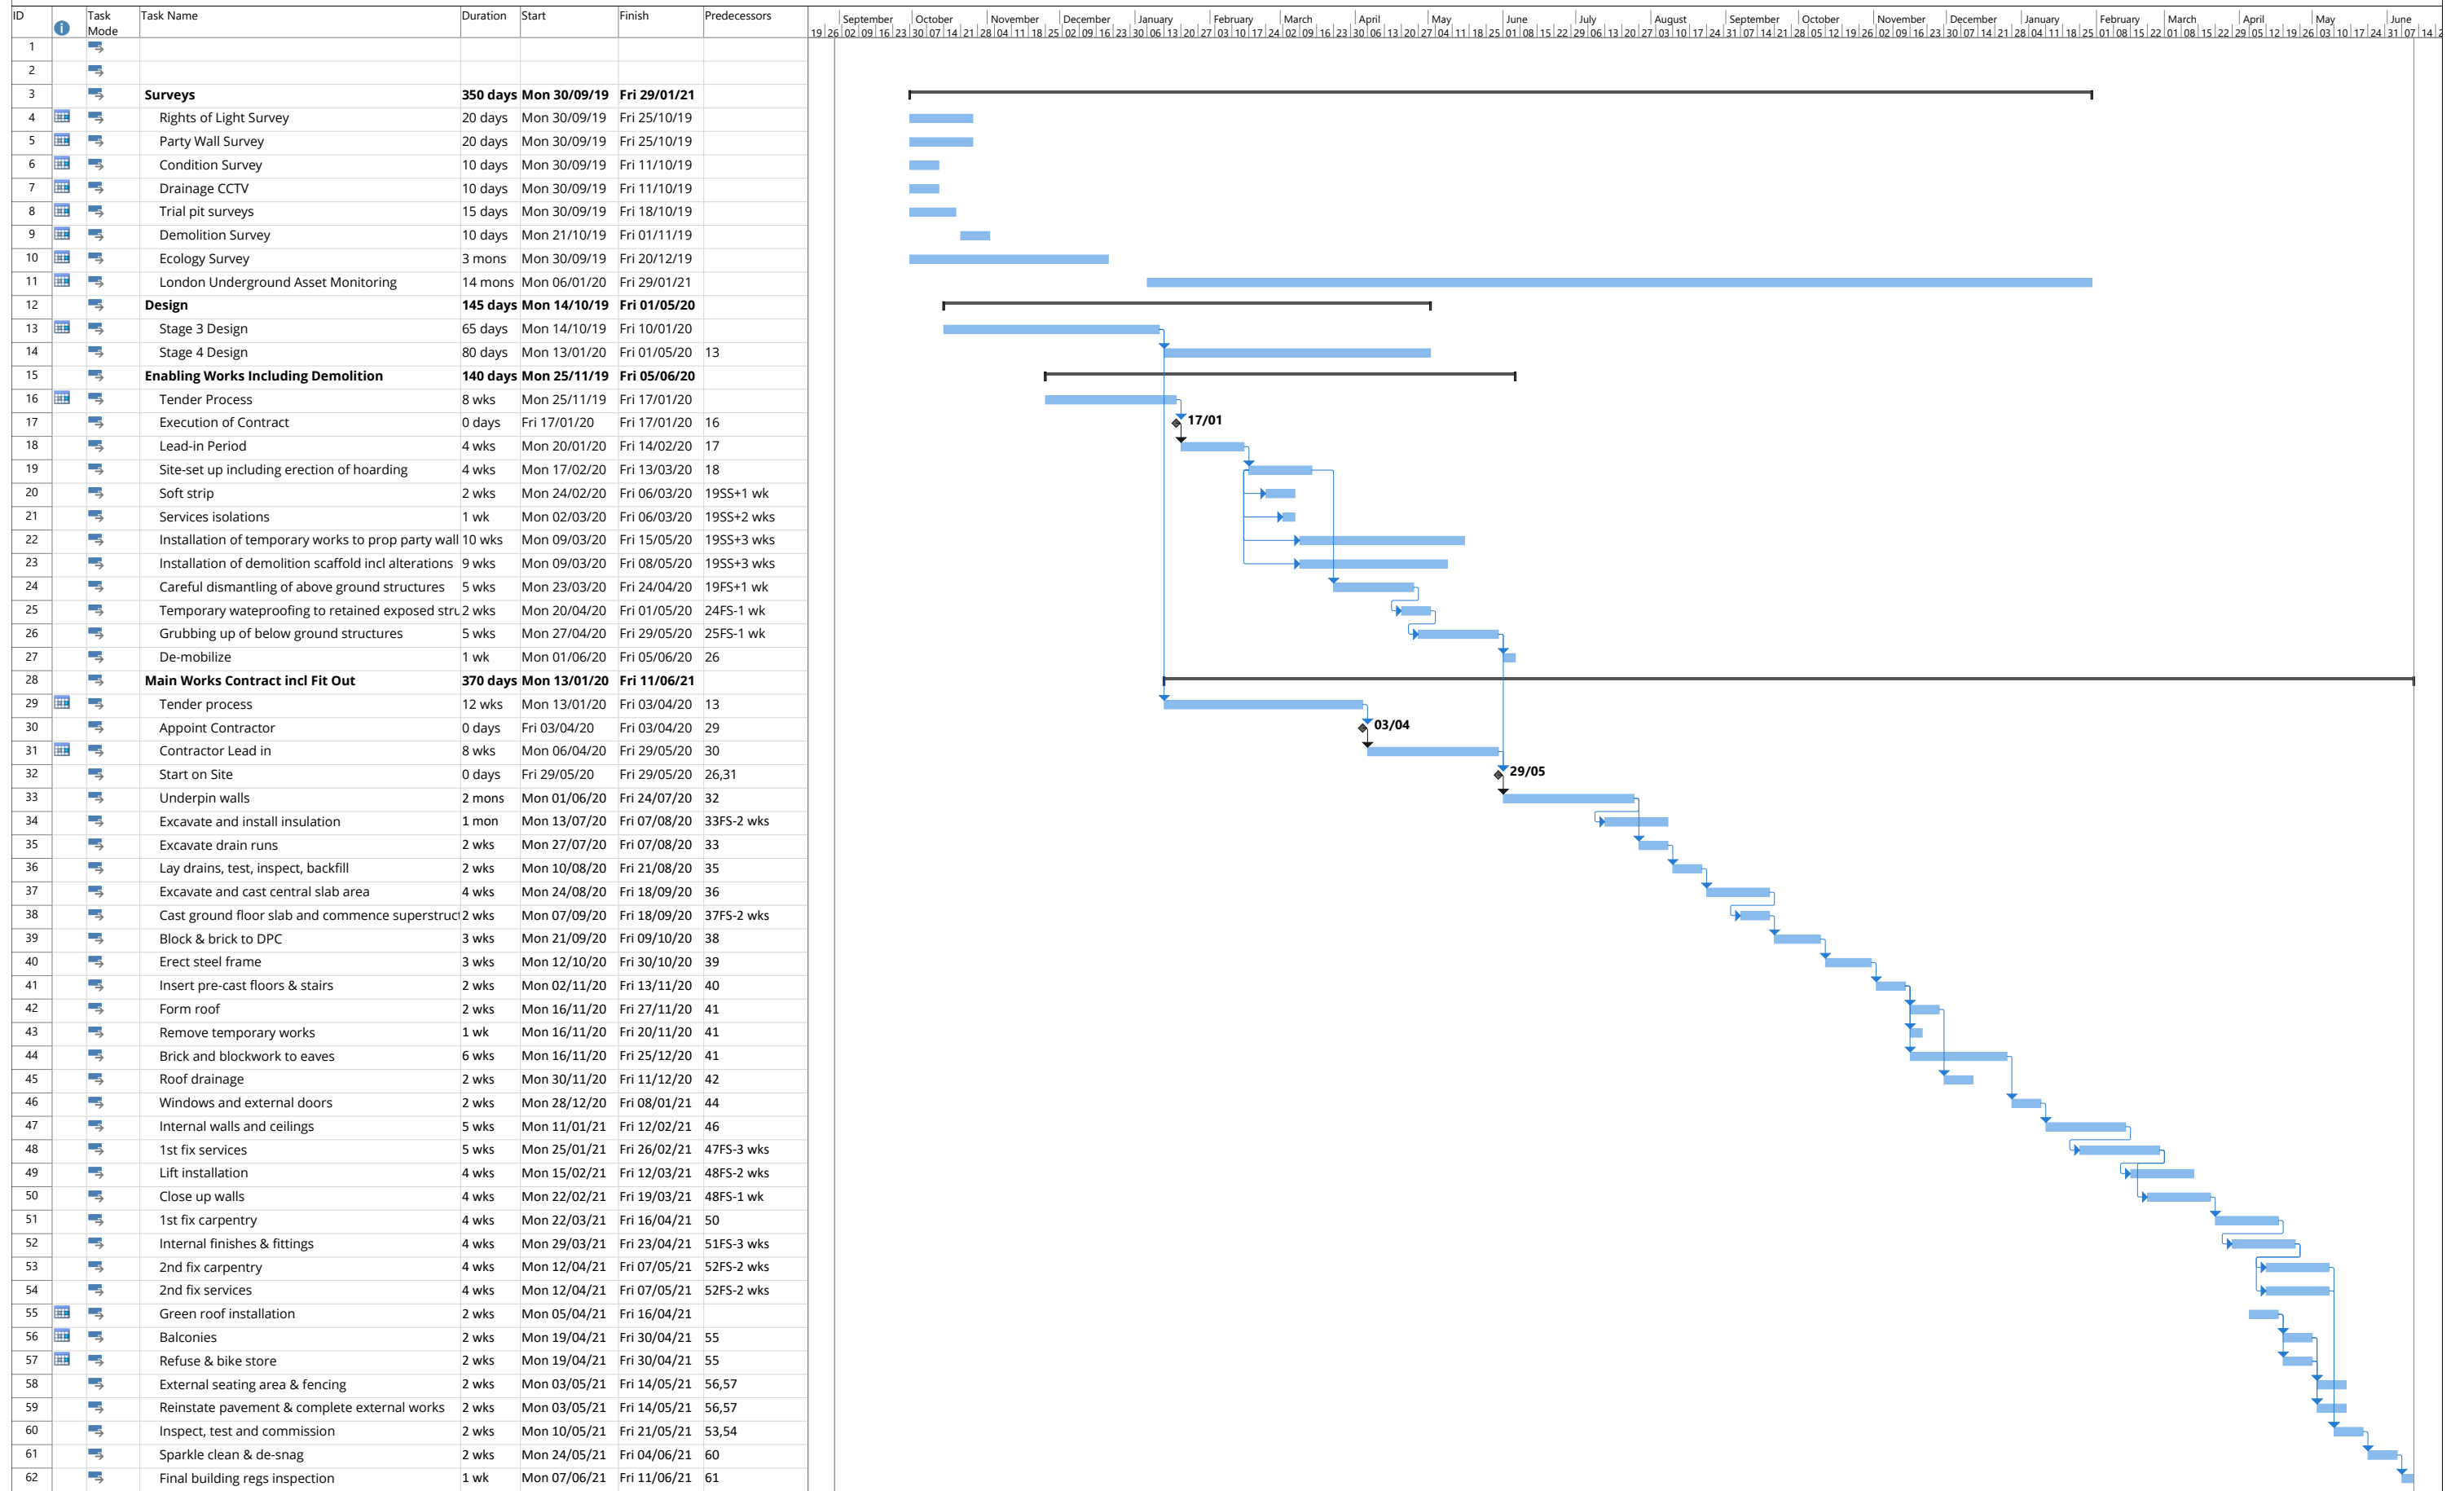 ID Task Mode Task Name Duration Start Finish Predecessors
September October November December January February March April May June July August September October November December January February March April May June
19 26 02 09 16 23 30 07 14 21 28 04 11 18 25 02 09 16 23 30 06 13 20 27 03 10 17 24 02 09 16 23 30 06 13 20 27 04 11 18 25 01 08 15 22 29 06 13 20 27 03 10 17 24 31 07 14 21 28 05 12 19 26 02 09 16 23 30 07 14 21 28 04 11 18 25 01 08 15 22 01 08 15 22 29 05 12 19 26 03 10 17 24 31 07 14
1
2
3 Surveys 350 days Mon 30/09/19 Fri 29/01/21
4 Rights of Light Survey 20 days Mon 30/09/19 Fri 25/10/19
5 Party Wall Survey 20 days Mon 30/09/19 Fri 25/10/19
6 Condition Survey 10 days Mon 30/09/19 Fri 11/10/19
7 Drainage CCTV 10 days Mon 30/09/19 Fri 11/10/19
8 Trial pit surveys 15 days Mon 30/09/19 Fri 18/10/19
9 Demolition Survey 10 days Mon 21/10/19 Fri 01/11/19
10 Ecology Survey 3 mons Mon 30/09/19 Fri 20/12/19
11 London Underground Asset Monitoring 14 mons Mon 06/01/20 Fri 29/01/21
12 Design 145 days Mon 14/10/19 Fri 01/05/20
13 Stage 3 Design 65 days Mon 14/10/19 Fri 10/01/20
14 Stage 4 Design 80 days Mon 13/01/20 Fri 01/05/20 13
15 Enabling Works Including Demolition 140 days Mon 25/11/19 Fri 05/06/20
16 Tender Process 8 wks Mon 25/11/19 Fri 17/01/20
17 Execution of Contract 0 days Fri 17/01/20 Fri 17/01/20 16 17/01
18 Lead-in Period 4 wks Mon 20/01/20 Fri 14/02/20 17
19 Site-set up including erection of hoarding 4 wks Mon 17/02/20 Fri 13/03/20 18
20 Soft strip 2 wks Mon 24/02/20 Fri 06/03/20 19SS+1 wk
21 Services isolations 1 wk Mon 02/03/20 Fri 06/03/20 19SS+2 wks
22 Installation of temporary works to prop party wall 10 wks Mon 09/03/20 Fri 15/05/20 19SS+3 wks
23 Installation of demolition scaffold incl alterations 9 wks Mon 09/03/20 Fri 08/05/20 19SS+3 wks
24 Careful dismantling of above ground structures 5 wks Mon 23/03/20 Fri 24/04/20 19FS+1 wk
25 Temporary wateproofing to retained exposed stru 2 wks Mon 20/04/20 Fri 01/05/20 24FS-1 wk
26 Grubbing up of below ground structures 5 wks Mon 27/04/20 Fri 29/05/20 25FS-1 wk
27 De-mobilize 1 wk Mon 01/06/20 Fri 05/06/20 26
28 Main Works Contract incl Fit Out 370 days Mon 13/01/20 Fri 11/06/21
29 Tender process 12 wks Mon 13/01/20 Fri 03/04/20 13
30 Appoint Contractor 0 days Fri 03/04/20 Fri 03/04/20 29 03/04
31 Contractor Lead in 8 wks Mon 06/04/20 Fri 29/05/20 30
32 Start on Site 0 days Fri 29/05/20 Fri 29/05/20 26,31 29/05
33 Underpin walls 2 mons Mon 01/06/20 Fri 24/07/20 32
34 Excavate and install insulation 1 mon Mon 13/07/20 Fri 07/08/20 33FS-2 wks
35 Excavate drain runs 2 wks Mon 27/07/20 Fri 07/08/20 33
36 Lay drains, test, inspect, backfill 2 wks Mon 10/08/20 Fri 21/08/20 35
37 Excavate and cast central slab area 4 wks Mon 24/08/20 Fri 18/09/20 36
38 Cast ground floor slab and commence superstruct 2 wks Mon 07/09/20 Fri 18/09/20 37FS-2 wks
39 Block & brick to DPC 3 wks Mon 21/09/20 Fri 09/10/20 38
40 Erect steel frame 3 wks Mon 12/10/20 Fri 30/10/20 39
41 Insert pre-cast floors & stairs 2 wks Mon 02/11/20 Fri 13/11/20 40
42 Form roof 2 wks Mon 16/11/20 Fri 27/11/20 41
43 Remove temporary works 1 wk Mon 16/11/20 Fri 20/11/20 41
44 Brick and blockwork to eaves 6 wks Mon 16/11/20 Fri 25/12/20 41
45 Roof drainage 2 wks Mon 30/11/20 Fri 11/12/20 42
46 Windows and external doors 2 wks Mon 28/12/20 Fri 08/01/21 44
47 Internal walls and ceilings 5 wks Mon 11/01/21 Fri 12/02/21 46
48 1st fix services 5 wks Mon 25/01/21 Fri 26/02/21 47FS-3 wks
49 Lift installation 4 wks Mon 15/02/21 Fri 12/03/21 48FS-2 wks
50 Close up walls 4 wks Mon 22/02/21 Fri 19/03/21 48FS-1 wk
51 1st fix carpentry 4 wks Mon 22/03/21 Fri 16/04/21 50
52 Internal finishes & fittings 4 wks Mon 29/03/21 Fri 23/04/21 51FS-3 wks
53 2nd fix carpentry 4 wks Mon 12/04/21 Fri 07/05/21 52FS-2 wks
54 2nd fix services 4 wks Mon 12/04/21 Fri 07/05/21 52FS-2 wks
55 Green roof installation 2 wks Mon 05/04/21 Fri 16/04/21
56 Balconies 2 wks Mon 19/04/21 Fri 30/04/21 55
57 Refuse & bike store 2 wks Mon 19/04/21 Fri 30/04/21 55
58 External seating area & fencing 2 wks Mon 03/05/21 Fri 14/05/21 56,57
59 Reinstate pavement & complete external works 2 wks Mon 03/05/21 Fri 14/05/21 56,57
60 Inspect, test and commission 2 wks Mon 10/05/21 Fri 21/05/21 53,54
61 Sparkle clean & de-snag 2 wks Mon 24/05/21 Fri 04/06/21 60
62 Final building regs inspection 1 wk Mon 07/06/21 Fri 11/06/21 61